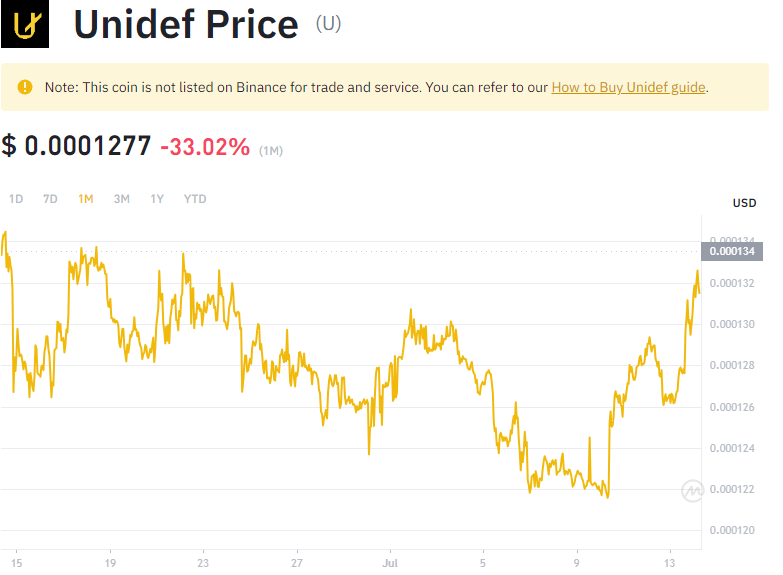 Unidef Price (U)
Note: This coin is not listed on Binance for trade and service. You can refer to our How to Buy Unidef guide.
$ 0.0001277 -33.02% (1M)
1D 7D 1M 3M 1Y YTD
USD
0.000134
0.000134
0.000132
0.000130
0.000128
0.000126
0.000124
0.000122
0.000120
15 19 23 27 Jul 5 9 13